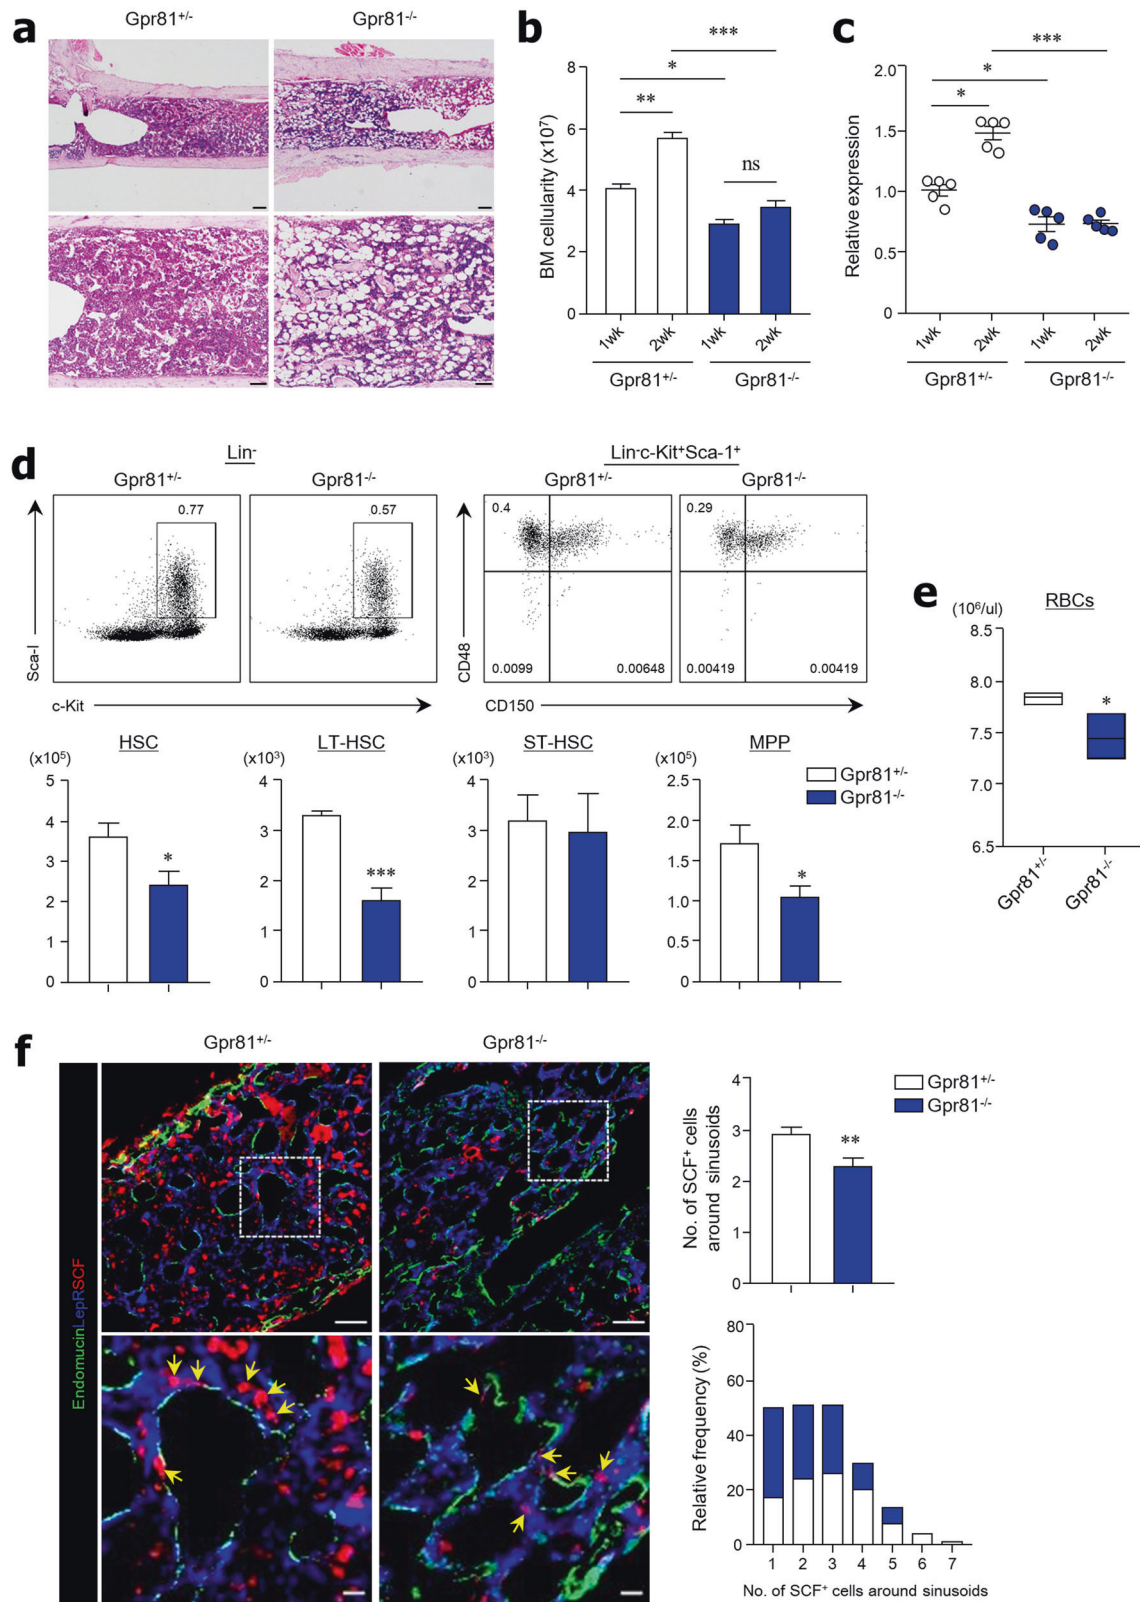 a
Gpr81+/-
Gpr81-/-
b
BM cellularity (x10⁷)
8
6
4
2
0
***
*
**
ns
1wk
2wk
1wk
2wk
Gpr81+/-
Gpr81-/-
c
Relative expression
2.0
1.5
1.0
0.5
0
***
*
*
1wk
2wk
1wk
2wk
Gpr81+/-
Gpr81-/-
d
Lin-
Gpr81+/-
Gpr81-/-
0.77
0.57
Sca-I
c-Kit
Lin-c-Kit+Sca-1+
Gpr81+/-
Gpr81-/-
0.4
0.29
0.0099
0.00648
0.00419
0.00419
CD48
CD150
HSC
(x10⁵)
5
4
3
2
1
0
*
LT-HSC
(x10³)
4
3
2
1
0
***
ST-HSC
(x10³)
4
3
2
1
0
MPP
(x10⁵)
2.5
2.0
1.5
1.0
0.5
0
*
Gpr81+/-
Gpr81-/-
e
(10⁶/ul)
RBCs
8.5
8.0
7.5
7.0
6.5
*
Gpr81+/-
Gpr81-/-
f
Gpr81+/-
Gpr81-/-
EndomucinLepRSCF
No. of SCF+ cells
around sinusoids
4
3
2
1
0
**
Gpr81+/-
Gpr81-/-
Relative frequency (%)
80
60
40
20
0
1 2 3 4 5 6 7
No. of SCF+ cells around sinusoids